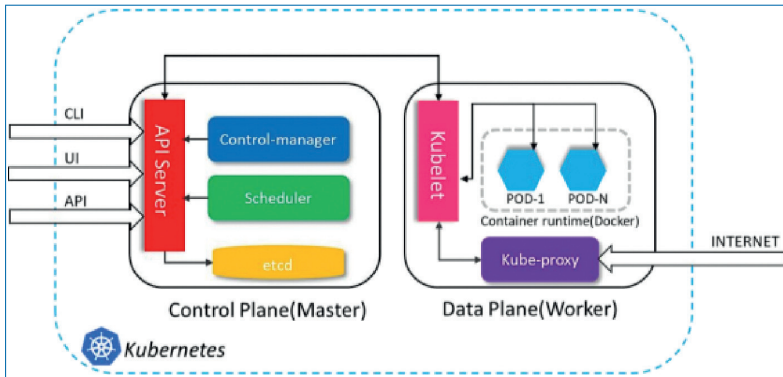 CLI
UI
API
API Server
Control-manager
Scheduler
etcd
Control Plane(Master)
Kubelet
POD-1
POD-N
Container runtime(Docker)
Kube-proxy
INTERNET
Data Plane(Worker)
Kubernetes